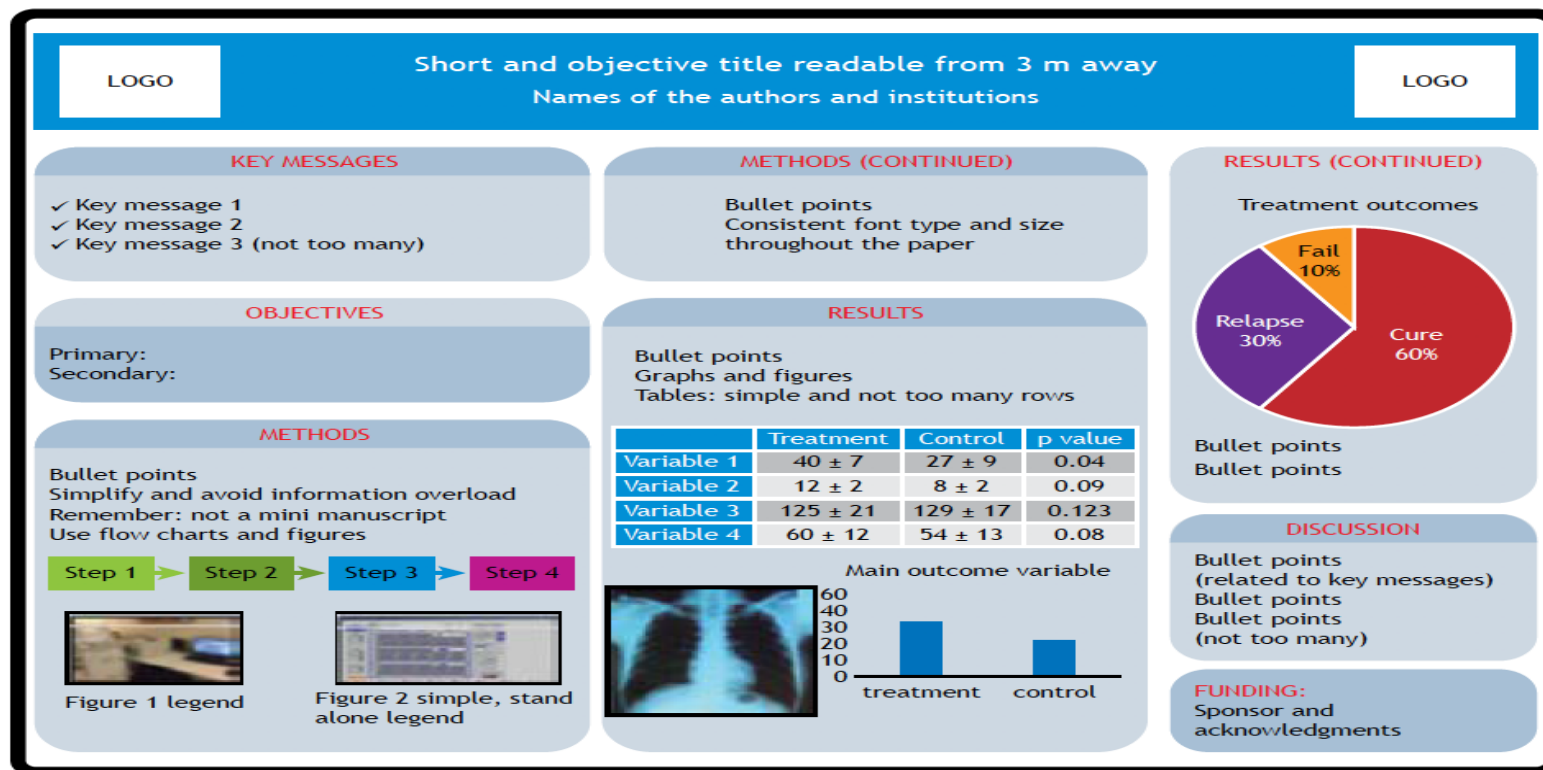 LOGO
Short and objective title readable from 3 m away
Names of the authors and institutions
LOGO
KEY MESSAGES
✓ Key message 1
✓ Key message 2
✓ Key message 3 (not too many)
OBJECTIVES
Primary:
Secondary:
METHODS
Bullet points
Simplify and avoid information overload
Remember: not a mini manuscript
Use flow charts and figures
Step 1 Step 2 Step 3 Step 4
Figure 1 legend
Figure 2 simple, stand
alone legend
METHODS (CONTINUED)
Bullet points
Consistent font type and size
throughout the paper
RESULTS
Bullet points
Graphs and figures
Tables: simple and not too many rows
Treatment Control p value
Variable 1 40 ± 7 27 ± 9 0.04
Variable 2 12 ± 2 8 ± 2 0.09
Variable 3 125 ± 21 129 ± 17 0.123
Variable 4 60 ± 12 54 ± 13 0.08
Main outcome variable
60
40
30
20
10
0
treatment control
RESULTS (CONTINUED)
Treatment outcomes
Fail
10%
Relapse
30%
Cure
60%
Bullet points
Bullet points
DISCUSSION
Bullet points
(related to key messages)
Bullet points
Bullet points
(not too many)
FUNDING:
Sponsor and
acknowledgments